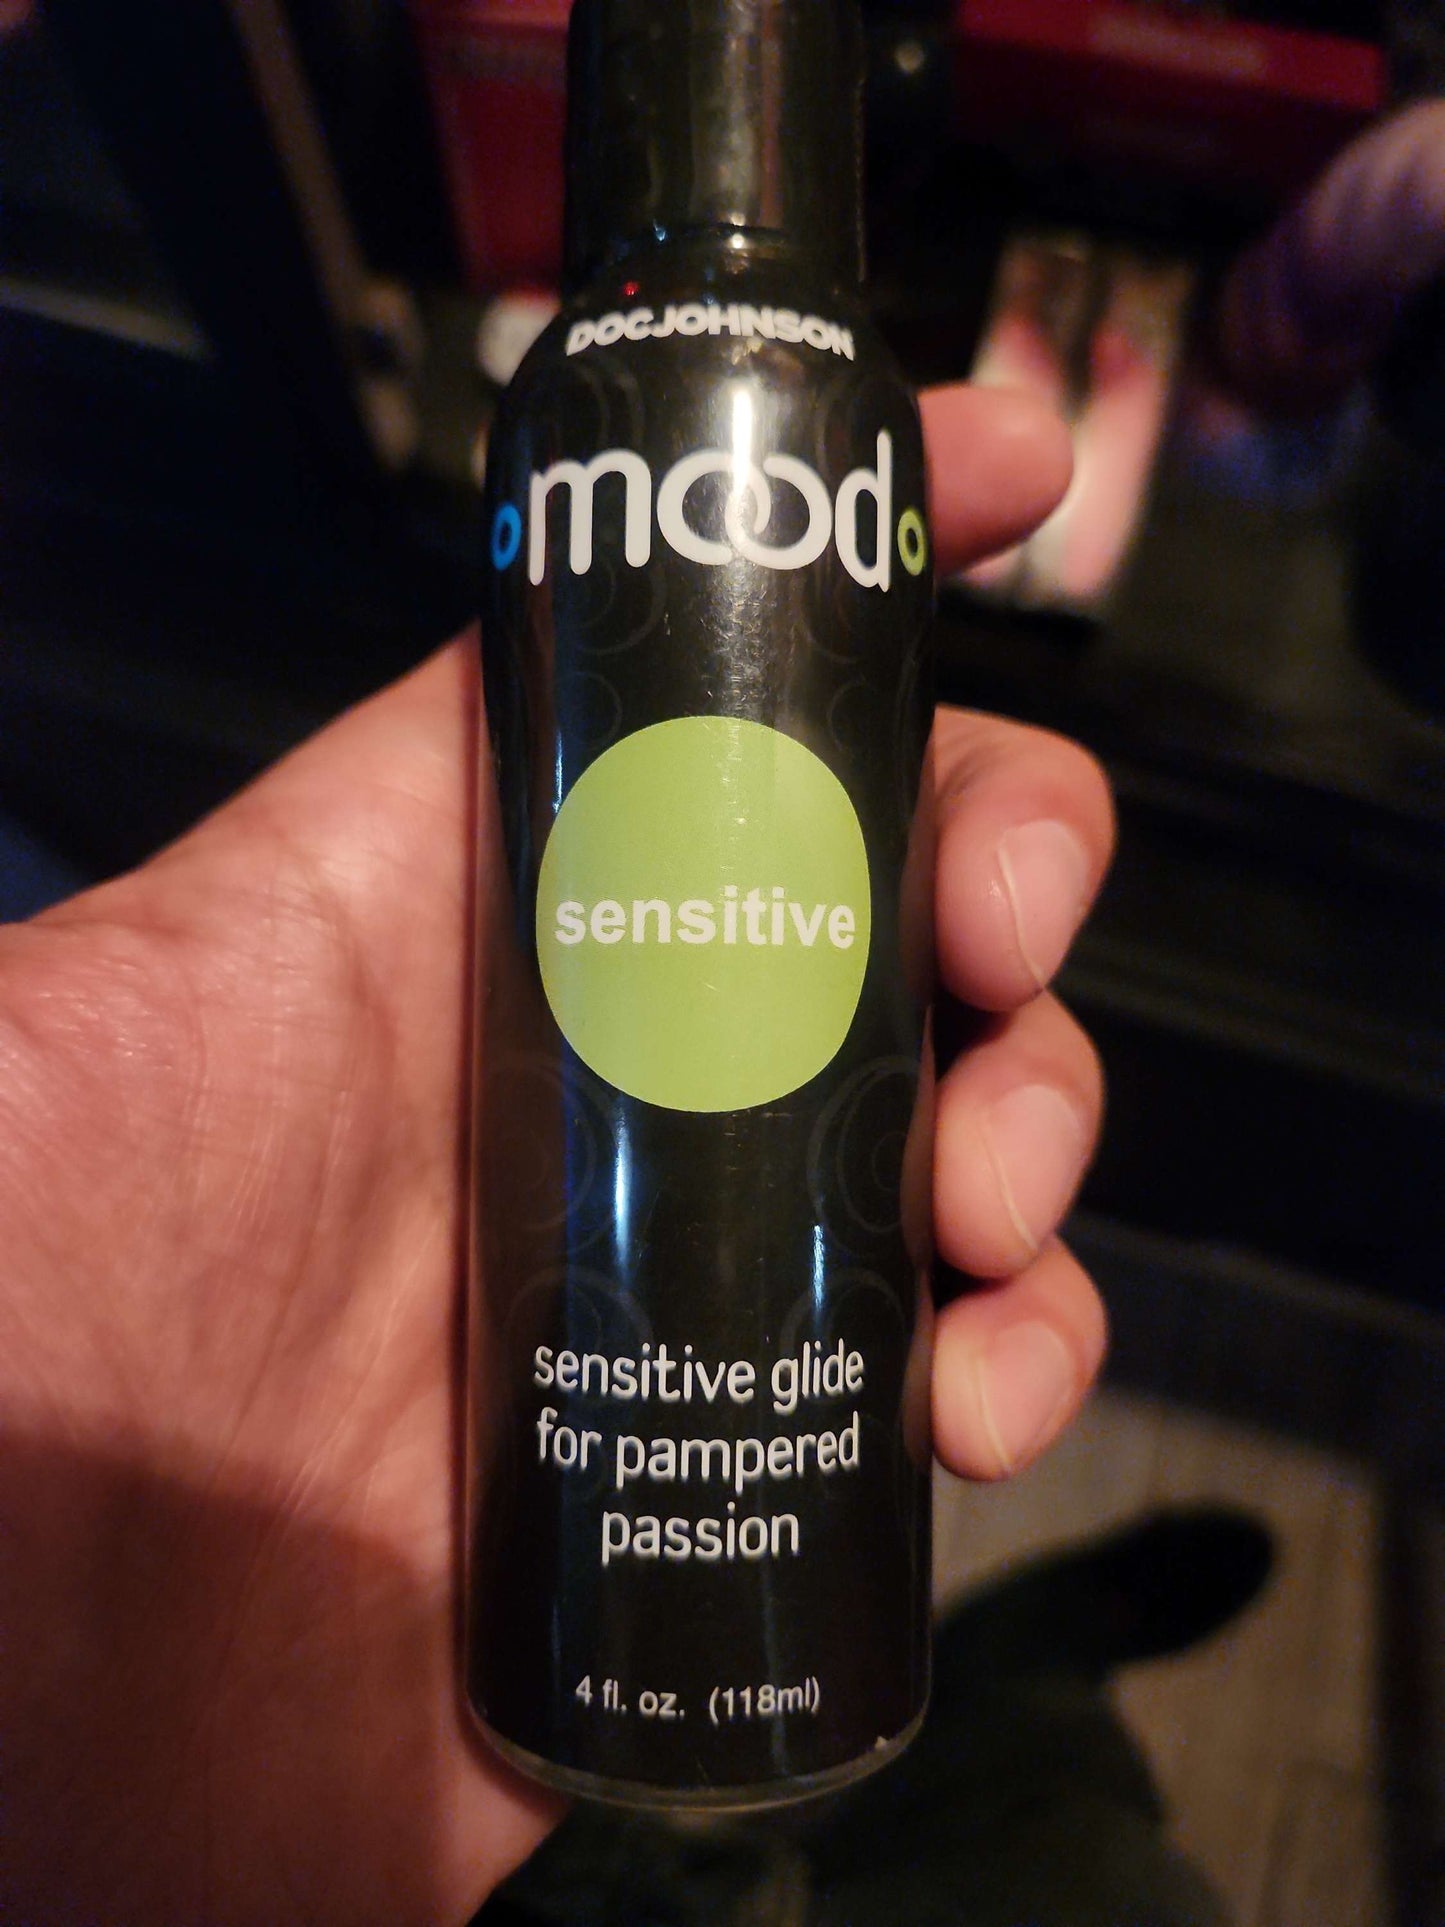 DOCJOHNSON
mood
sensitive
sensitive glide
for pampered
passion
4 fl. oz. (118ml)